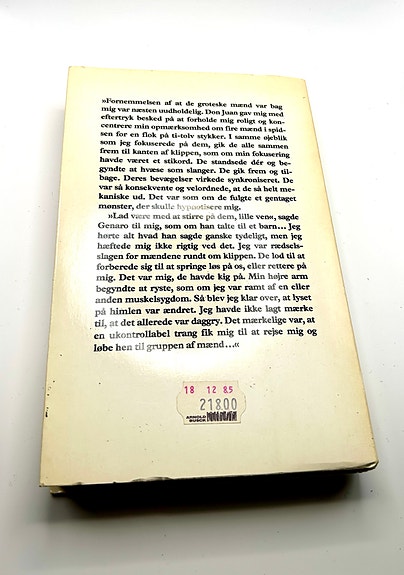 »Fornemmelsen af at de groteske mænd var bag
mig var næsten uudholdelig. Don Juan gav mig med
eftertryk besked på at forholde mig roligt og kon-
centrere min opmærksomhed om fire mænd i spid-
sen for en flok på ti-tolv stykker. I samme øjeblik
som jeg fokuserede på dem, gik de alle sammen
frem til kanten af klippen, som om min fokusering
havde været et stikord. De standsede dér og be-
gyndte at hvæse som slanger. De gik frem og til-
bage. Deres bevægelser virkede synkroniseret. De
var så konsekvente og velordnede, at de så helt me-
kaniske ud. Det var som om de fulgte et gentaget
mønster, der skulle hypnotisere mig.
»Lad være med at stirre på dem, lille ven«, sagde
Genaro til mig, som om han talte til et barn... Jeg
hørte alt hvad han sagde ganske tydeligt, men jeg
hæftede mig ikke rigtig ved det. Jeg var rædsels-
slagen for mændene rundt om klippen. De lod til at
forberede sig til at springe løs på os, eller rettere på
mig. Det var mig, de havde kig på. Min højre arm
begyndte at ryste, som om jeg var ramt af en eller
anden muskelsygdom. Så blev jeg klar over, at lyset
på himlen var ændret. Jeg havde ikke lagt mærke
til, at det allerede var daggry. Det mærkelige var, at
en ukontrollabel trang fik mig til at rejse mig og
løbe hen til gruppen af mænd...«
18 12 85
218.00
ARNOLD
BUSCK